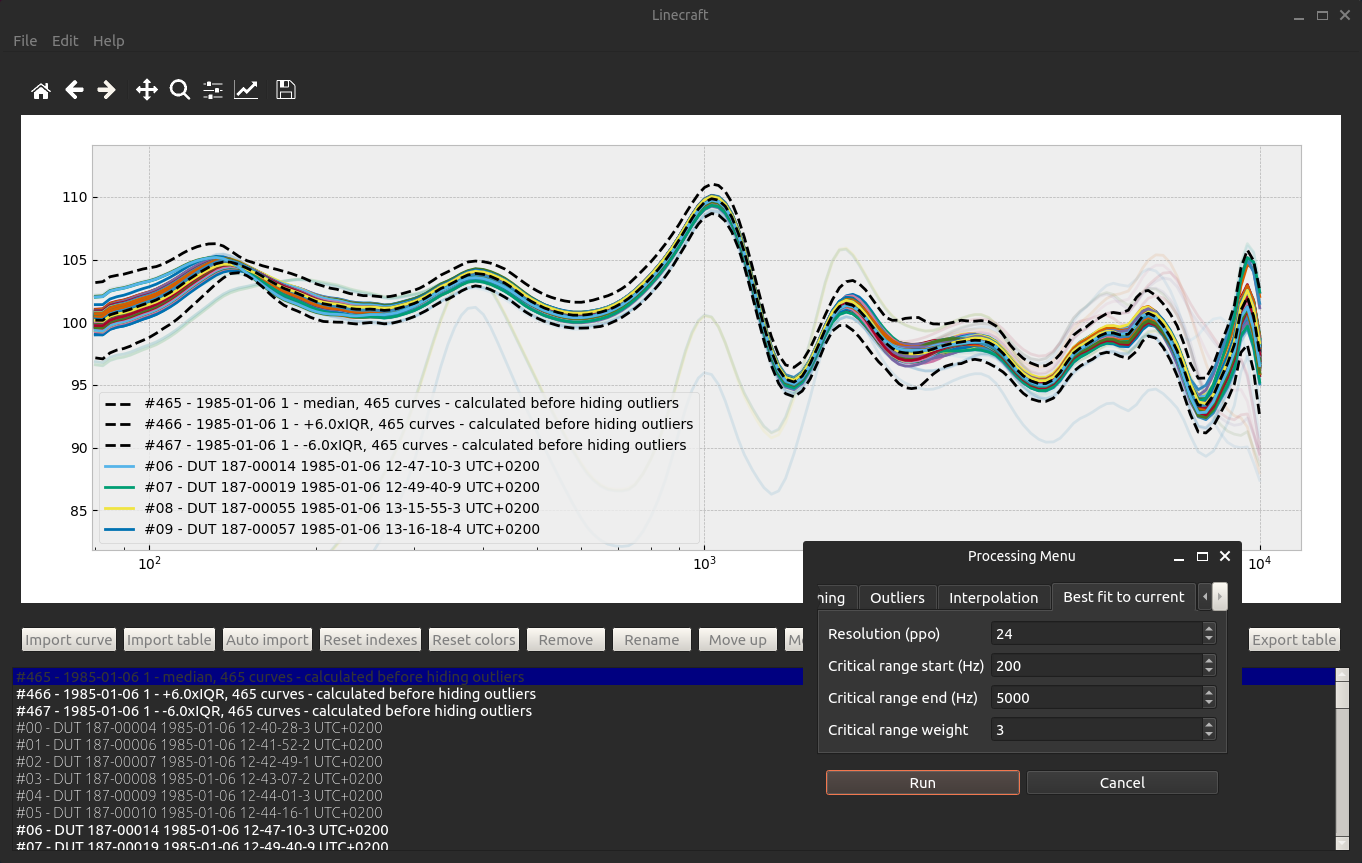 Linecraft
File Edit Help
110
105
100
95
90
85
#465 - 1985-01-06 1 - median, 465 curves - calculated before hiding outliers
#466 - 1985-01-06 1 - +6.0xIQR, 465 curves - calculated before hiding outliers
#467 - 1985-01-06 1 - -6.0xIQR, 465 curves - calculated before hiding outliers
#06 - DUT 187-00014 1985-01-06 12-47-10-3 UTC+0200
#07 - DUT 187-00019 1985-01-06 12-49-40-9 UTC+0200
#08 - DUT 187-00055 1985-01-06 13-15-55-3 UTC+0200
#09 - DUT 187-00057 1985-01-06 13-16-18-4 UTC+0200
10² 10³ 10⁴
Processing Menu
Outliers Interpolation Best fit to current
Resolution (ppo) 24
Critical range start (Hz) 200
Critical range end (Hz) 5000
Critical range weight 3
Run Cancel
Import curve Import table Auto import Reset indexes Reset colors Remove Rename Move up Export table
#465 - 1985-01-06 1 - median, 465 curves - calculated before hiding outliers
#466 - 1985-01-06 1 - +6.0xIQR, 465 curves - calculated before hiding outliers
#467 - 1985-01-06 1 - -6.0xIQR, 465 curves - calculated before hiding outliers
#00 - DUT 187-00004 1985-01-06 12-40-28-3 UTC+0200
#01 - DUT 187-00006 1985-01-06 12-41-52-2 UTC+0200
#02 - DUT 187-00007 1985-01-06 12-42-49-1 UTC+0200
#03 - DUT 187-00008 1985-01-06 12-43-07-2 UTC+0200
#04 - DUT 187-00009 1985-01-06 12-44-01-3 UTC+0200
#05 - DUT 187-00010 1985-01-06 12-44-16-1 UTC+0200
#06 - DUT 187-00014 1985-01-06 12-47-10-3 UTC+0200
#07 - DUT 187-00019 1985-01-06 12-49-40-9 UTC+0200